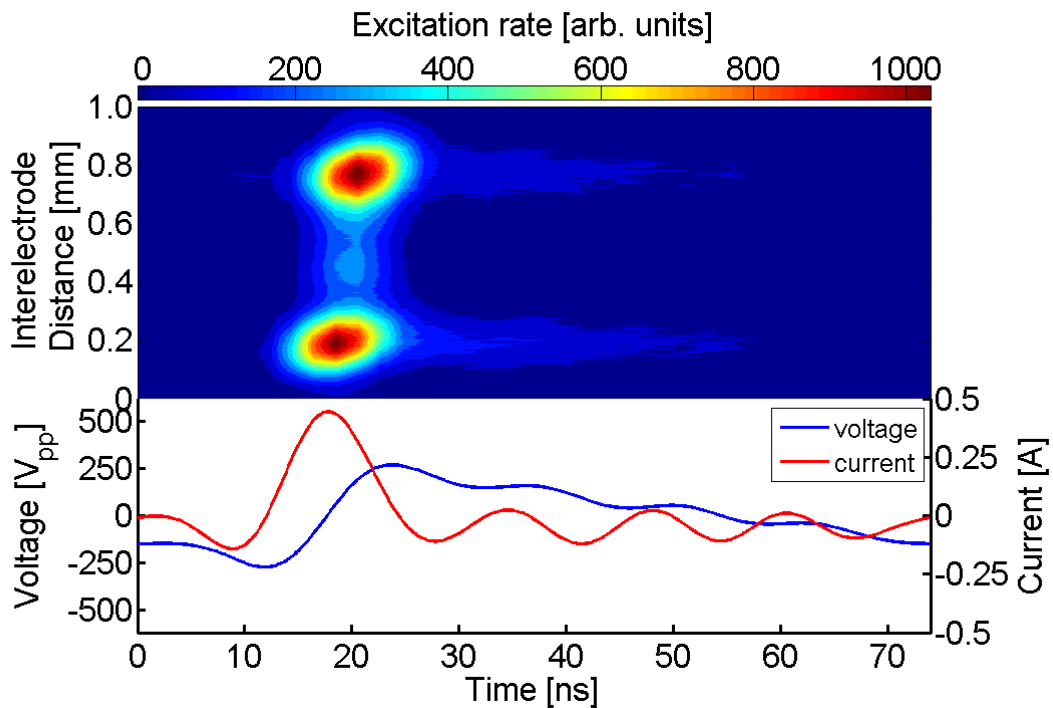 Excitation rate [arb. units]
0 200 400 600 800 1000
Interelectrode
Distance [mm]
1.0
0.8
0.6
0.4
0.2
0
Voltage [Vpp]
500
250
0
-250
-500
voltage
current
0.5
0.25
0
-0.25
-0.5
Current [A]
0 10 20 30 40 50 60 70
Time [ns]